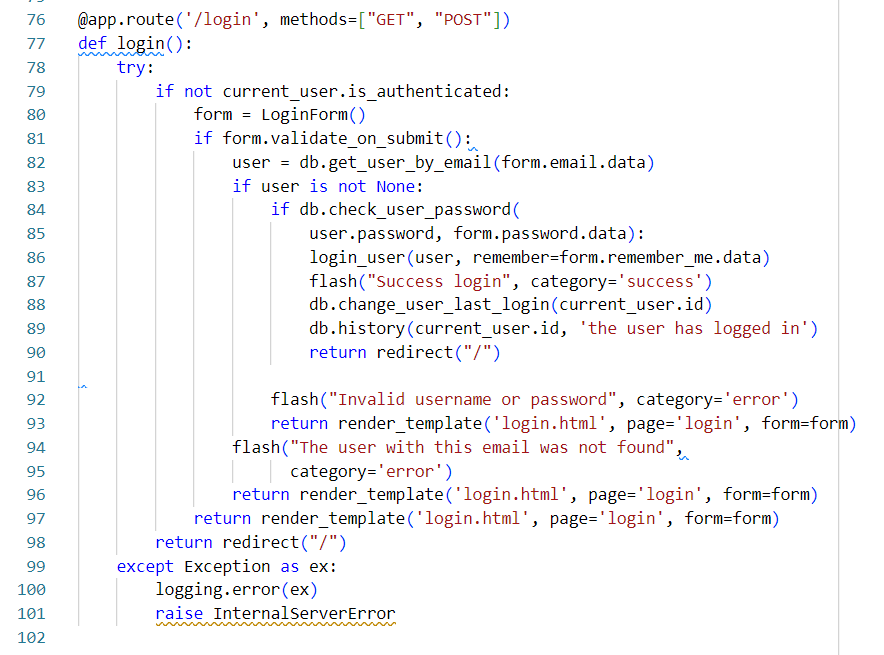 76 @app.route('/login', methods=["GET", "POST"])
77 def login():
78     try:
79         if not current_user.is_authenticated:
80             form = LoginForm()
81             if form.validate_on_submit():
82                 user = db.get_user_by_email(form.email.data)
83                 if user is not None:
84                     if db.check_user_password(
85                         user.password, form.password.data):
86                         login_user(user, remember=form.remember_me.data)
87                         flash("Success login", category='success')
88                         db.change_user_last_login(current_user.id)
89                         db.history(current_user.id, 'the user has logged in')
90                         return redirect("/")
91
92                     flash("Invalid username or password", category='error')
93                     return render_template('login.html', page='login', form=form)
94                 flash("The user with this email was not found",
95                       category='error')
96                 return render_template('login.html', page='login', form=form)
97             return render_template('login.html', page='login', form=form)
98         return redirect("/")
99     except Exception as ex:
100         logging.error(ex)
101         raise InternalServerError
102